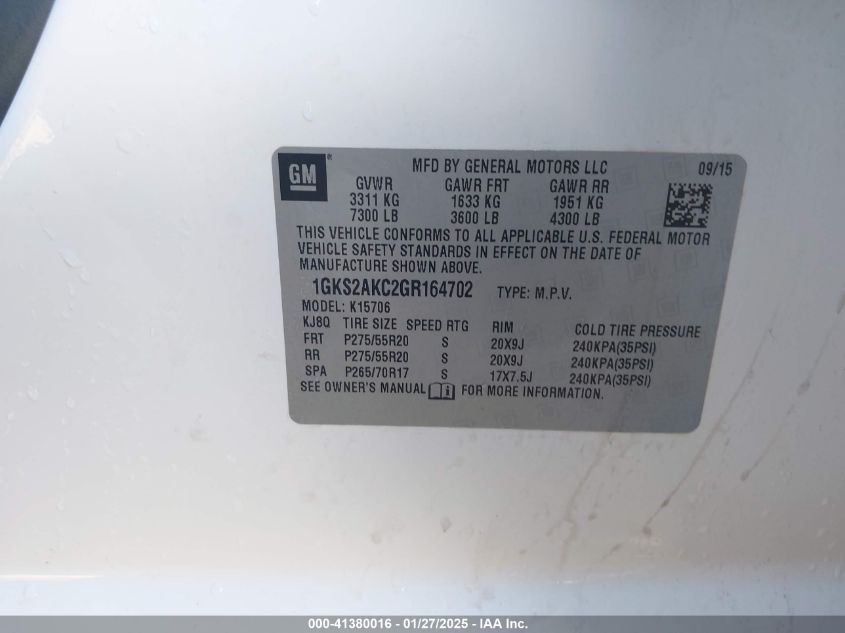 GM ®
MFD BY GENERAL MOTORS LLC 09/15
GVWR GAWR FRT GAWR RR
3311 KG 1633 KG 1951 KG
7300 LB 3600 LB 4300 LB
THIS VEHICLE CONFORMS TO ALL APPLICABLE U.S. FEDERAL MOTOR
VEHICLE SAFETY STANDARDS IN EFFECT ON THE DATE OF
MANUFACTURE SHOWN ABOVE.
1GKS2AKC2GR164702 TYPE: M.P.V.
MODEL: K15706
KJ8Q TIRE SIZE SPEED RTG RIM COLD TIRE PRESSURE
FRT P275/55R20 S 20X9J 240KPA(35PSI)
RR P275/55R20 S 20X9J 240KPA(35PSI)
SPA P265/70R17 S 17X7.5J 240KPA(35PSI)
SEE OWNER'S MANUAL i FOR MORE INFORMATION.
000-41380016 - 01/27/2025 - IAA Inc.